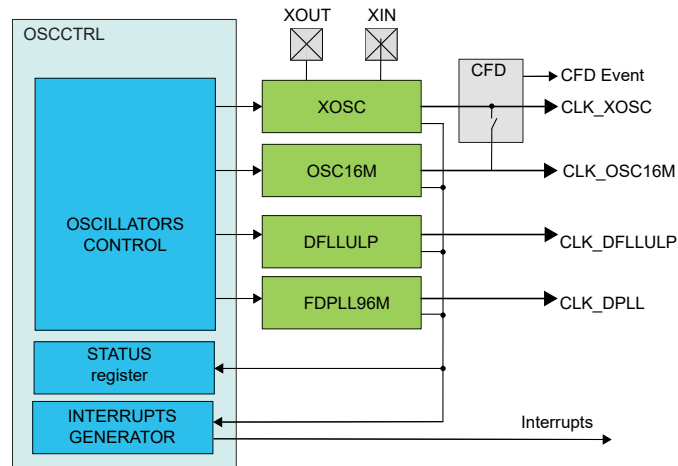 XOUT
XIN
OSCCTRL
CFD
CFD Event
XOSC
CLK_XOSC
OSC16M
CLK_OSC16M
OSCILLATORS
CONTROL
DFLLULP
CLK_DFLLULP
FDPLL96M
CLK_DPLL
STATUS
register
INTERRUPTS
GENERATOR
Interrupts